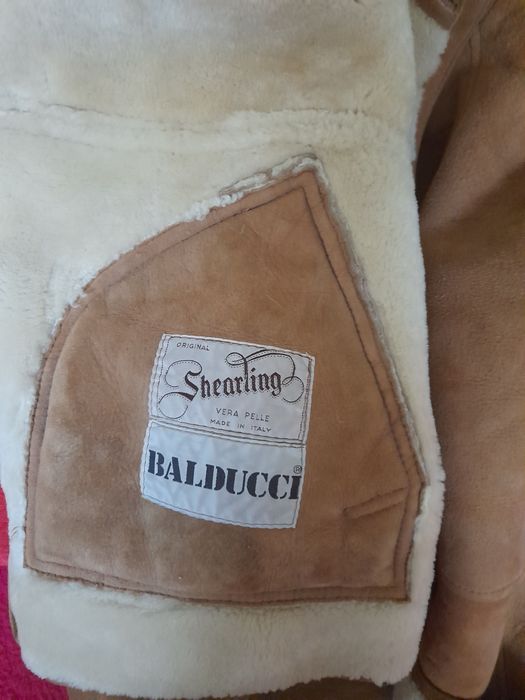 ORIGINAL
Shearling
VERA PELLE
MADE IN ITALY
BALDUCCI®